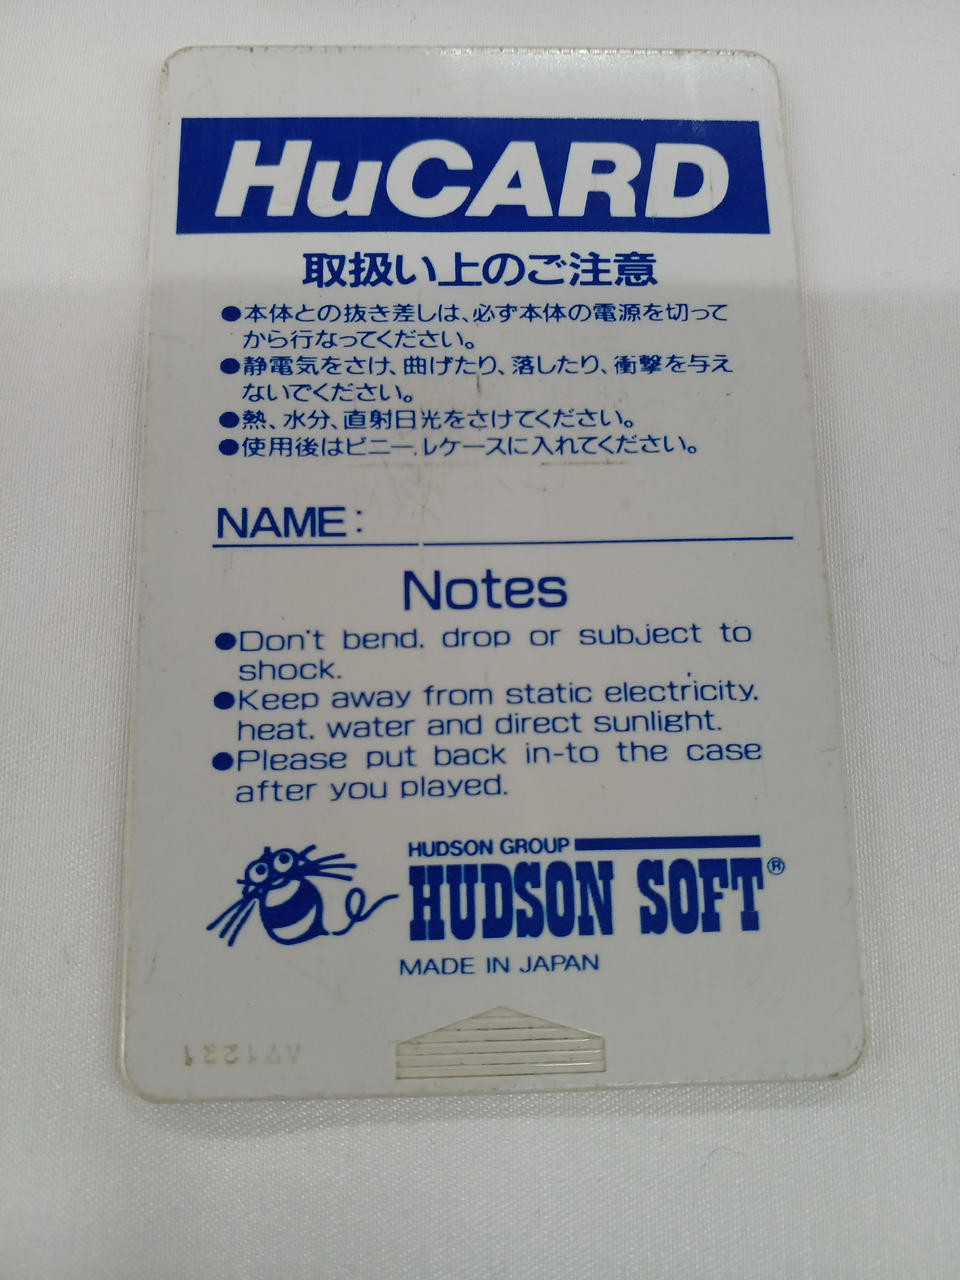 HuCARD
取扱い上のご注意
●本体との抜き差しは、必ず本体の電源を切って
から行なってください。
●静電気をさけ、曲げたり、落したり、衝撃を与え
ないでください。
●熱、水分、直射日光をさけてください。
●使用後はビニールケースに入れてください。
NAME:
Notes
●Don't bend. drop or subject to
shock.
●Keep away from static electricity.
heat. water and direct sunlight.
●Please put back in-to the case
after you played.
HUDSON GROUP
HUDSON SOFT®
MADE IN JAPAN